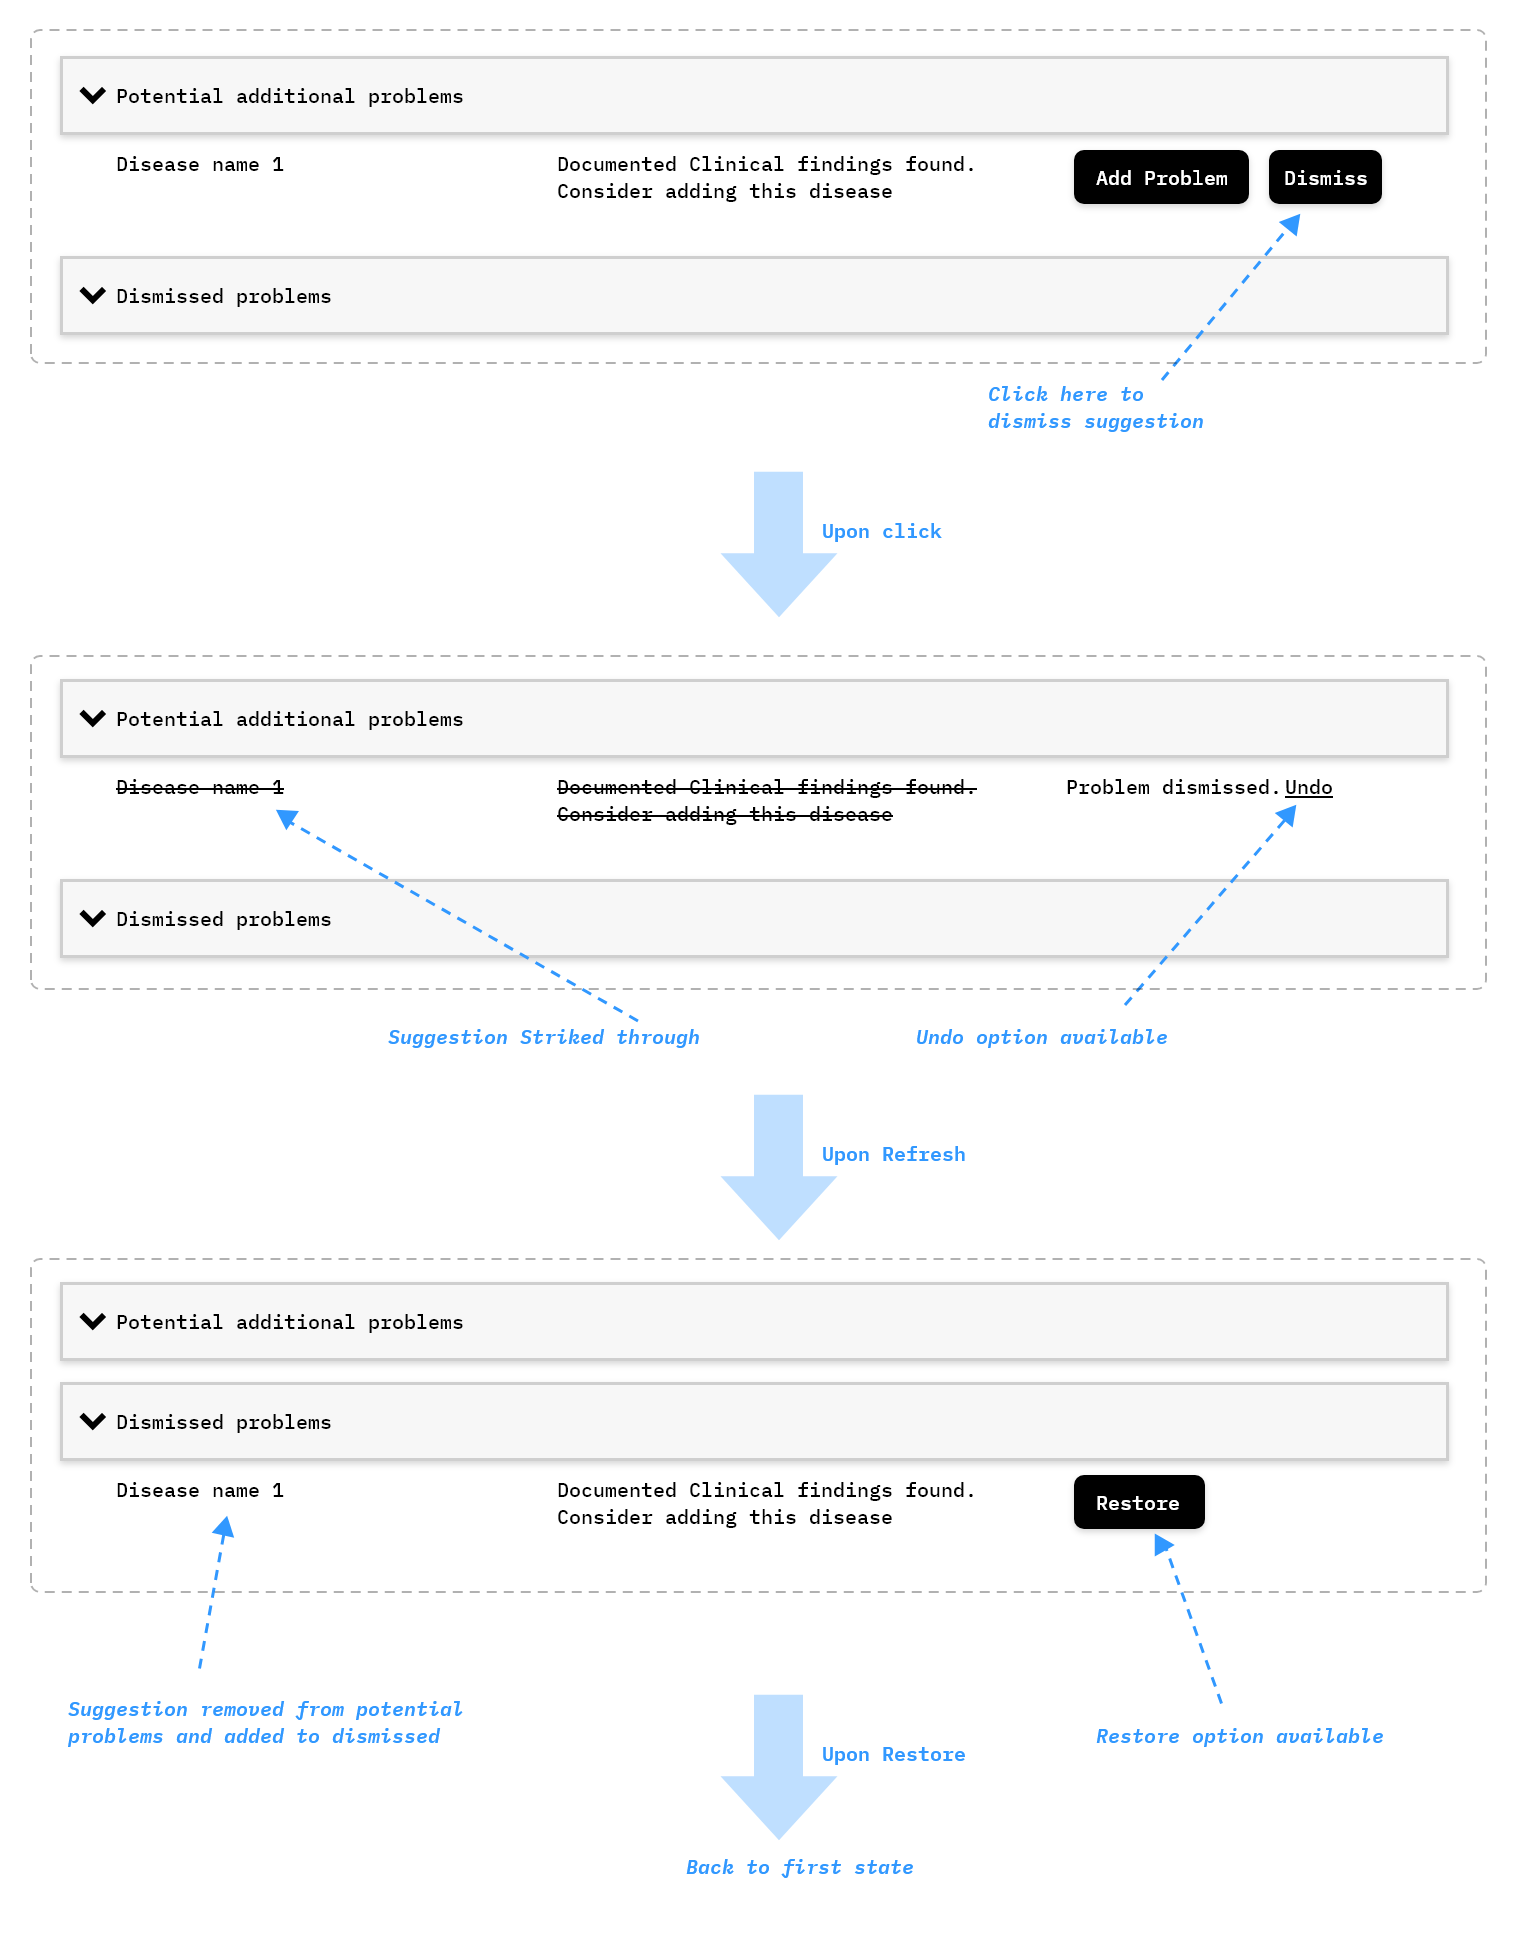 Potential additional problems
Disease name 1
Documented Clinical findings found.
Consider adding this disease
Add Problem
Dismiss
Dismissed problems
Click here to
dismiss suggestion
Upon click
Potential additional problems
Disease name 1
Documented Clinical findings found.
Consider adding this disease
Problem dismissed. Undo
Dismissed problems
Suggestion Striked through
Undo option available
Upon Refresh
Potential additional problems
Dismissed problems
Disease name 1
Documented Clinical findings found.
Consider adding this disease
Restore
Suggestion removed from potential
problems and added to dismissed
Restore option available
Upon Restore
Back to first state